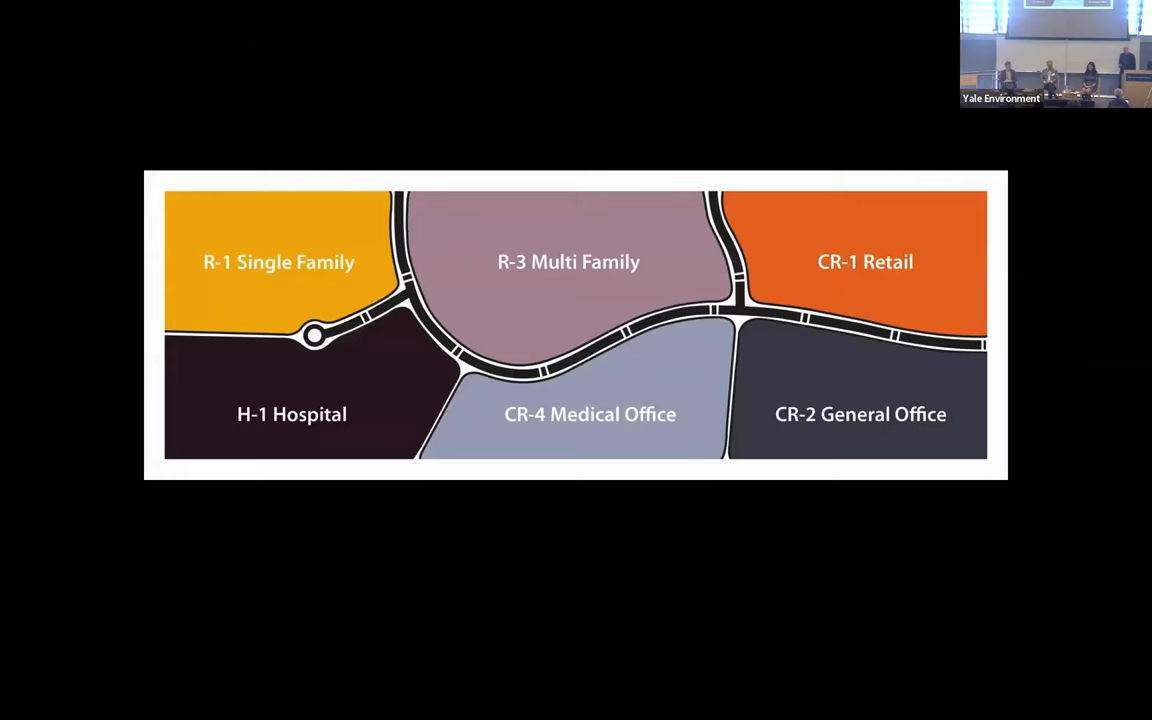 Yale Environment
R-1 Single Family
R-3 Multi Family
CR-1 Retail
H-1 Hospital
CR-4 Medical Office
CR-2 General Office